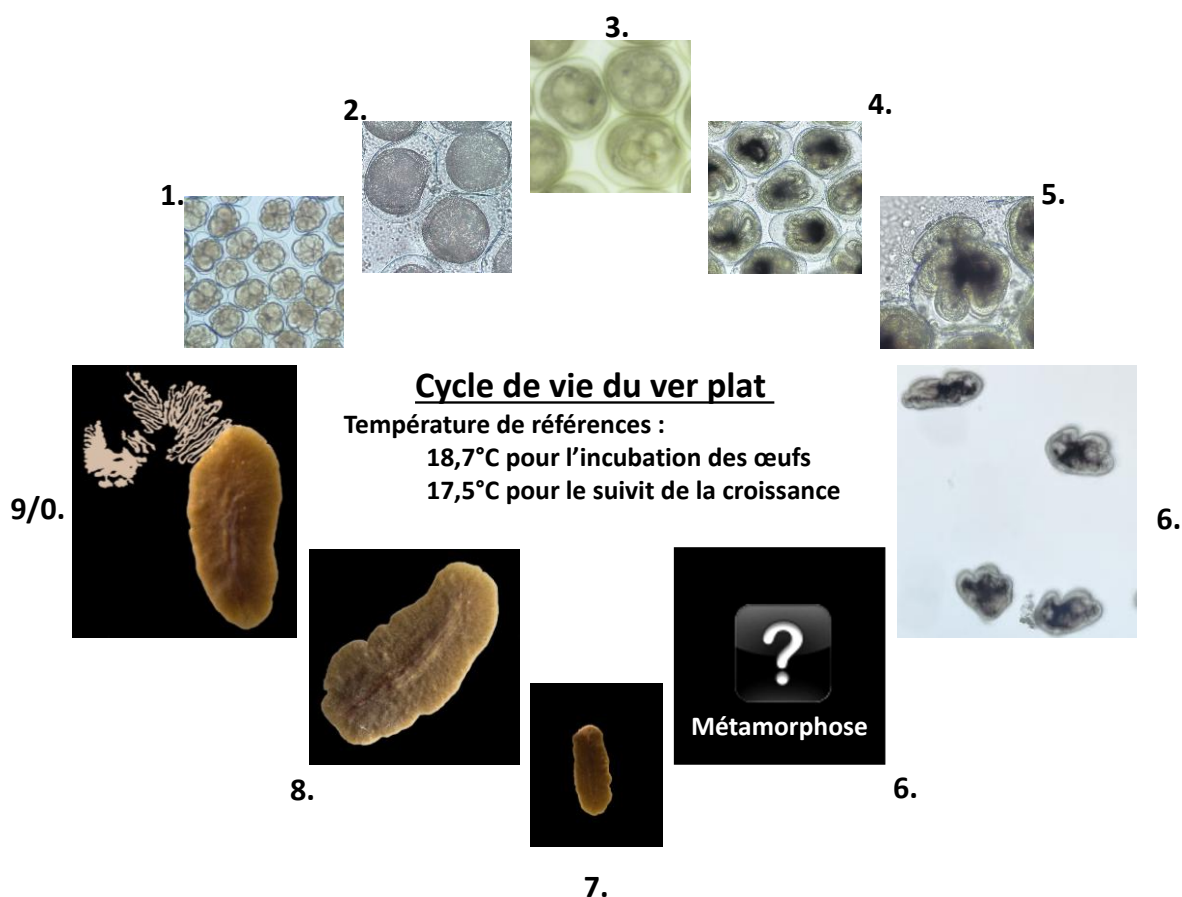 3.
2.
4.
1.
5.
Cycle de vie du ver plat
Température de références :
18,7°C pour l’incubation des œufs
17,5°C pour le suivit de la croissance
9/0.
6.
?
Métamorphose
8.
6.
7.